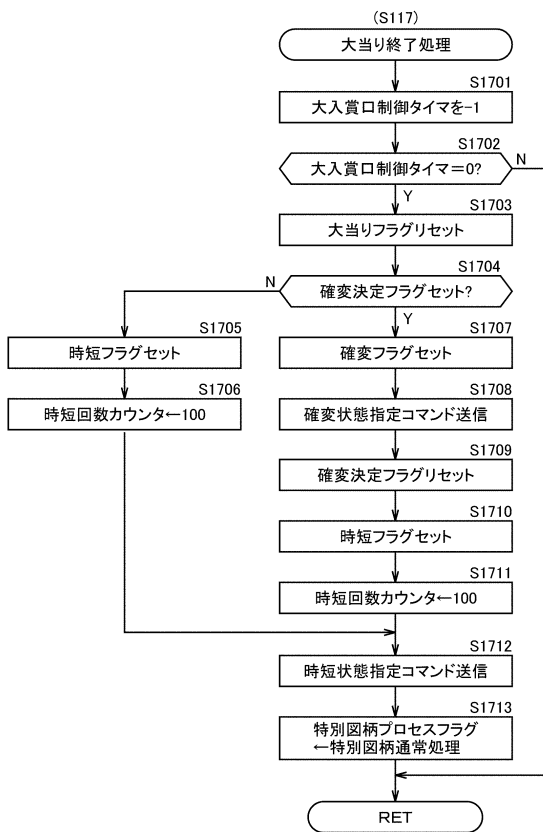 (S117)
大当り終了処理
S1701
大入賞口制御タイマを-1
S1702
大入賞口制御タイマ=0?
N
Y
S1703
大当りフラグリセット
S1704
確変決定フラグセット?
N
Y
S1705
時短フラグセット
S1706
時短回数カウンタ←100
S1707
確変フラグセット
S1708
確変状態指定コマンド送信
S1709
確変決定フラグリセット
S1710
時短フラグセット
S1711
時短回数カウンタ←100
S1712
時短状態指定コマンド送信
S1713
特別図柄プロセスフラグ
←特別図柄通常処理
RET